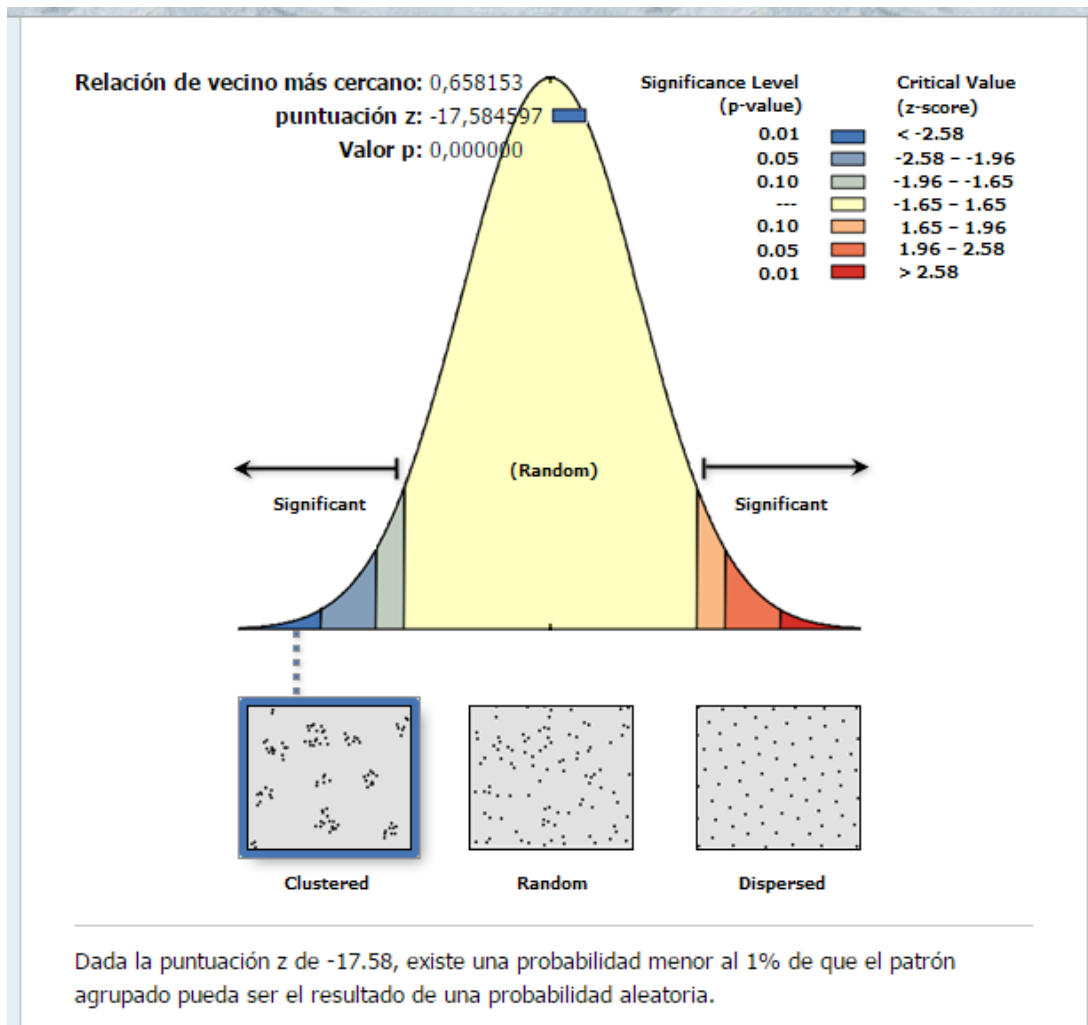 Relación de vecino más cercano: 0,658153
puntuación z: -17,584597
Valor p: 0,000000
Significance Level
(p-value)
Critical Value
(z-score)
0.01 < -2.58
0.05 -2.58 – -1.96
0.10 -1.96 – -1.65
--- -1.65 – 1.65
0.10 1.65 – 1.96
0.05 1.96 – 2.58
0.01 > 2.58
(Random)
Significant
Significant
Clustered
Random
Dispersed
Dada la puntuación z de -17.58, existe una probabilidad menor al 1% de que el patrón
agrupado pueda ser el resultado de una probabilidad aleatoria.